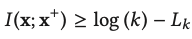 I(x; x⁺) ≥ log (k) − Lₖ